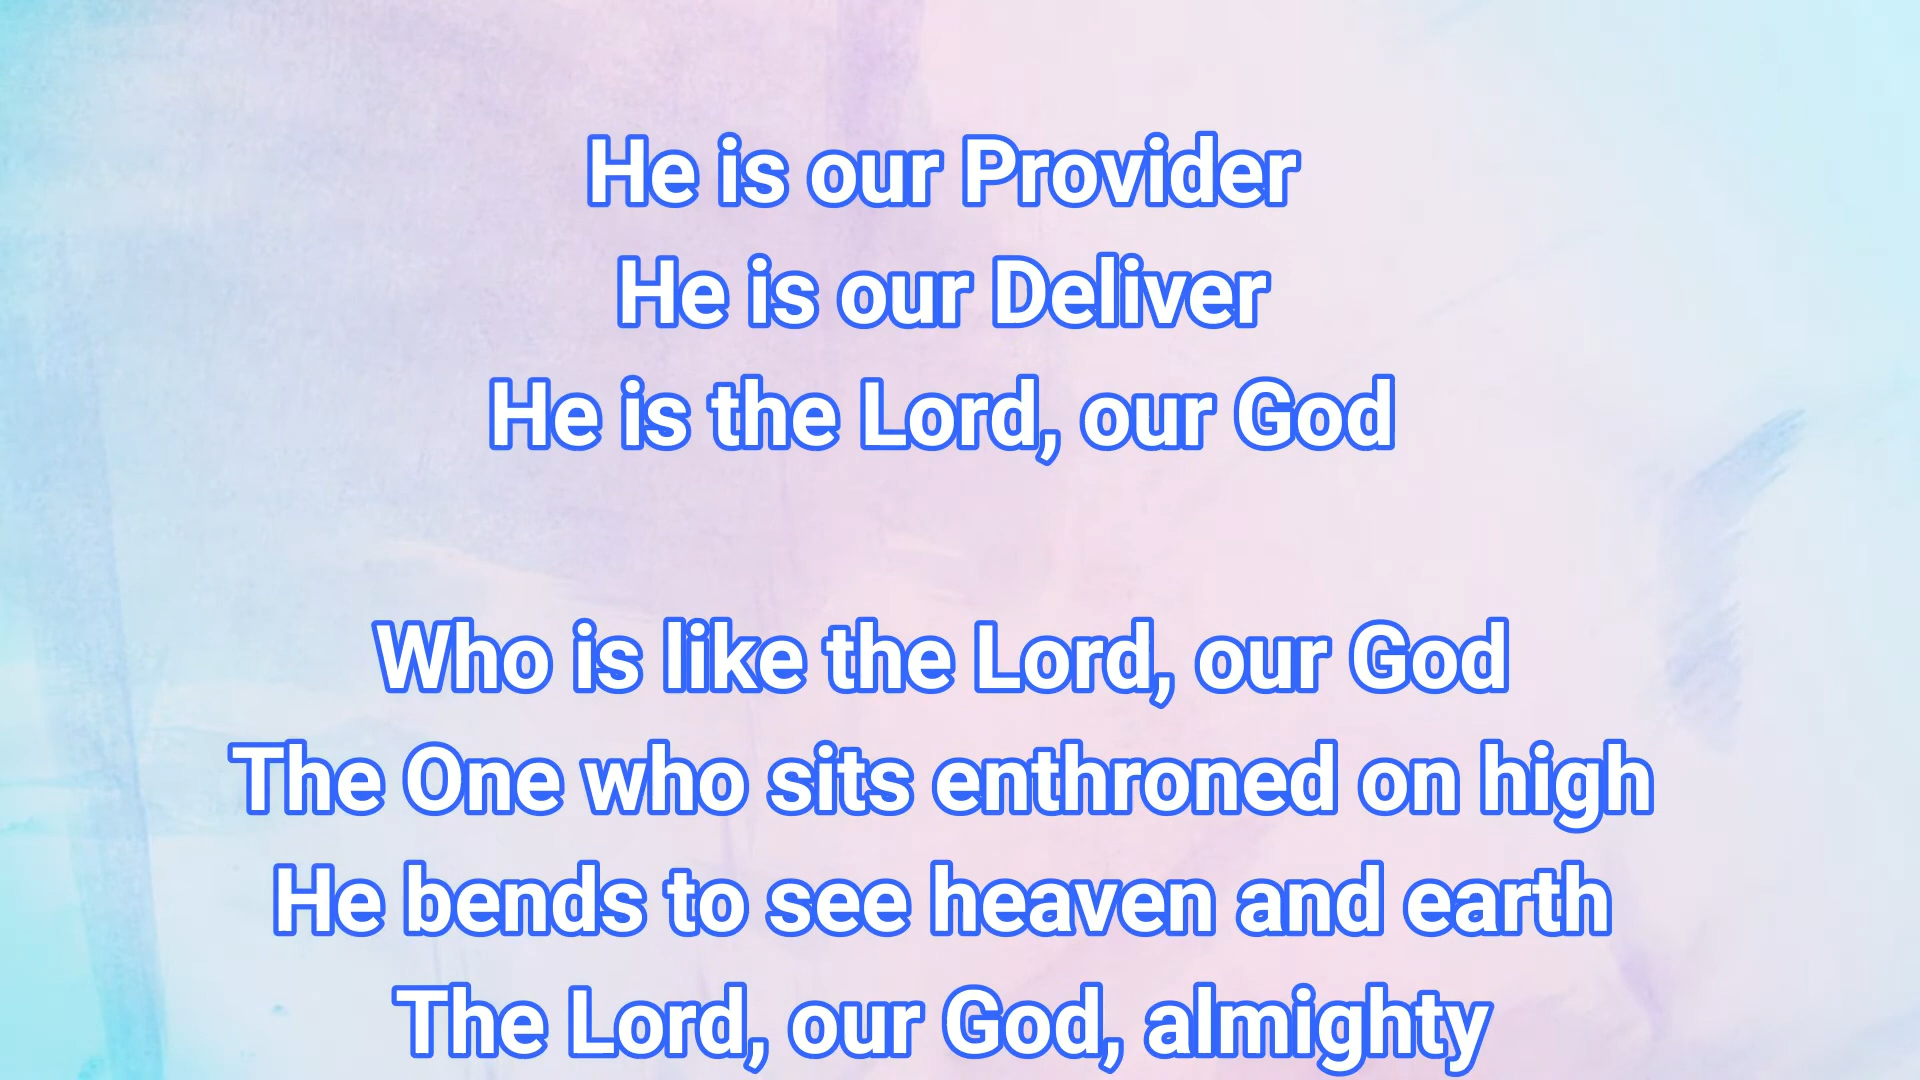 He is our Provider
He is our Deliver
He is the Lord, our God
Who is like the Lord, our God
The One who sits enthroned on high
He bends to see heaven and earth
The Lord, our God, almighty